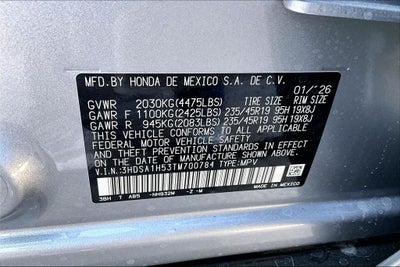 MFD.BY HONDA DE MEXICO S.A. DE C.V.
01/'26
GVWR 2030KG(4475LBS) TIRE SIZE RIM SIZE
GAWR F 1100KG(2425LBS) 235/45R19 95H 19X8J
GAWR R 945KG(2083LBS) 235/45R19 95H 19X8J
THIS VEHICLE CONFORMS TO ALL APPLICABLE
FEDERAL MOTOR VEHICLE SAFETY AND
THEFT PREVENTION STANDARDS IN EFFECT ON
THE DATE OF MANUFACTURE SHOWN ABOVE.
V.I.N.:3HDSA1H53TM700784 TYPE:MPV
3BH T AB5 -NH932M -Z -M
MADE IN MEXICO